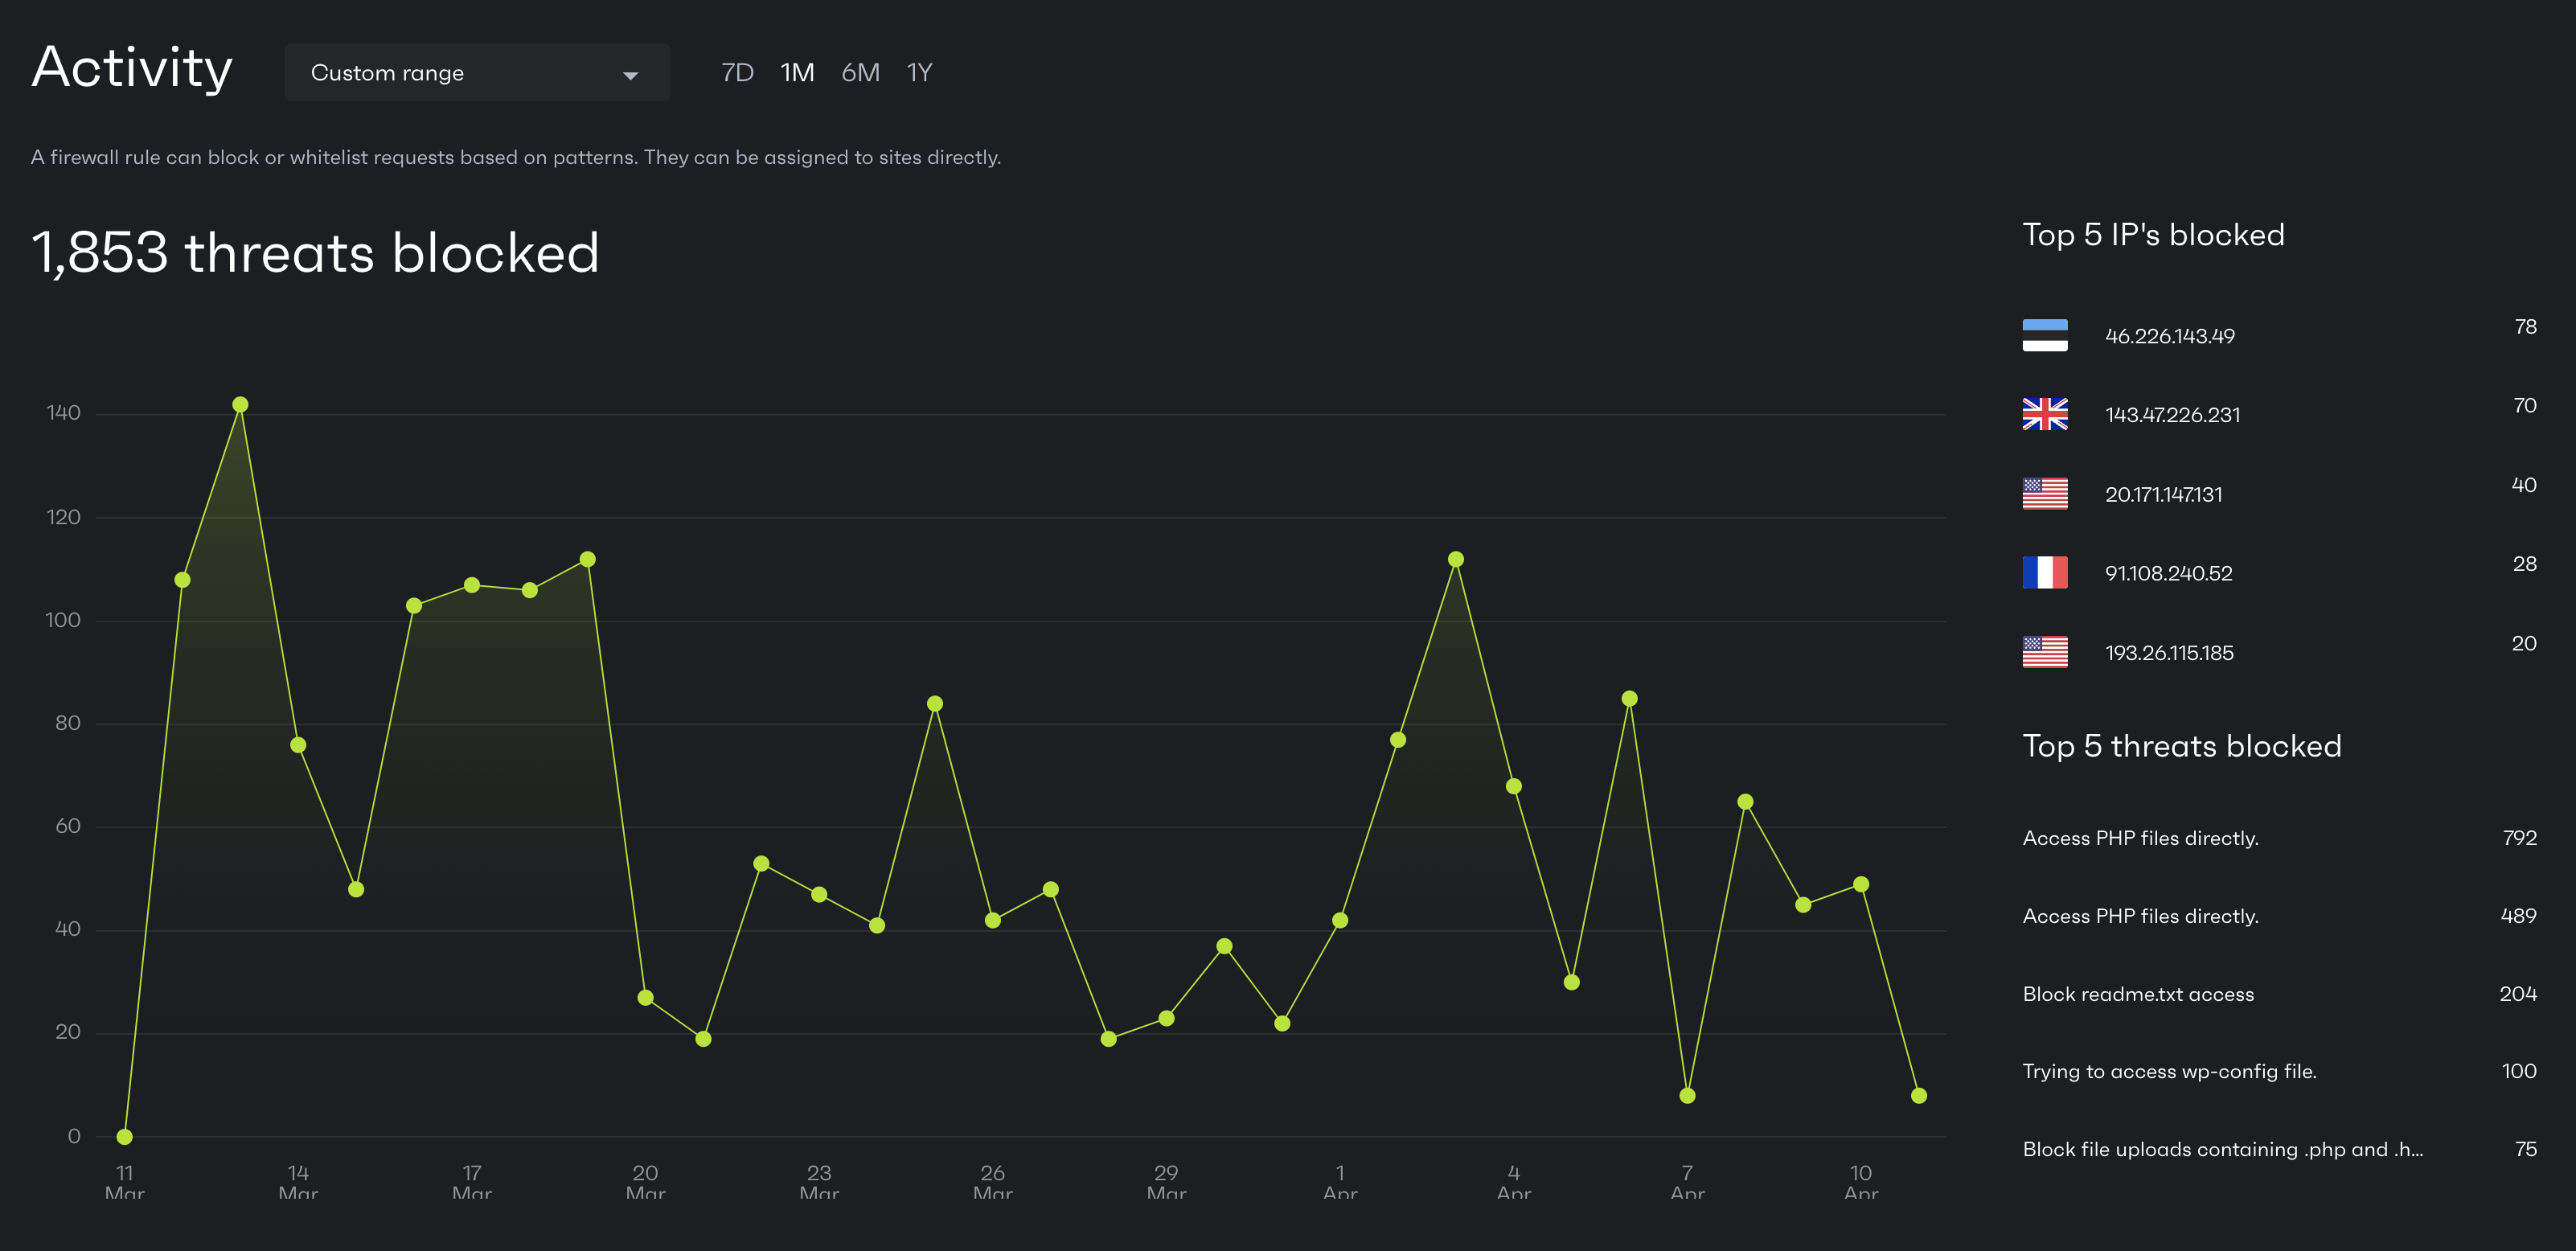 Activity
Custom range
7D 1M 6M 1Y
A firewall rule can block or whitelist requests based on patterns. They can be assigned to sites directly.
1,853 threats blocked
140
120
100
80
60
40
20
0
11 14 17 20 23 26 29 1 4 7 10
Mar Mar Mar Mar Mar Mar Mar Apr Apr Apr Apr
Top 5 IP's blocked
46.226.143.49 78
143.47.226.231 70
20.171.147.131 40
91.108.240.52 28
193.26.115.185 20
Top 5 threats blocked
Access PHP files directly. 792
Access PHP files directly. 489
Block readme.txt access 204
Trying to access wp-config file. 100
Block file uploads containing .php and .h... 75